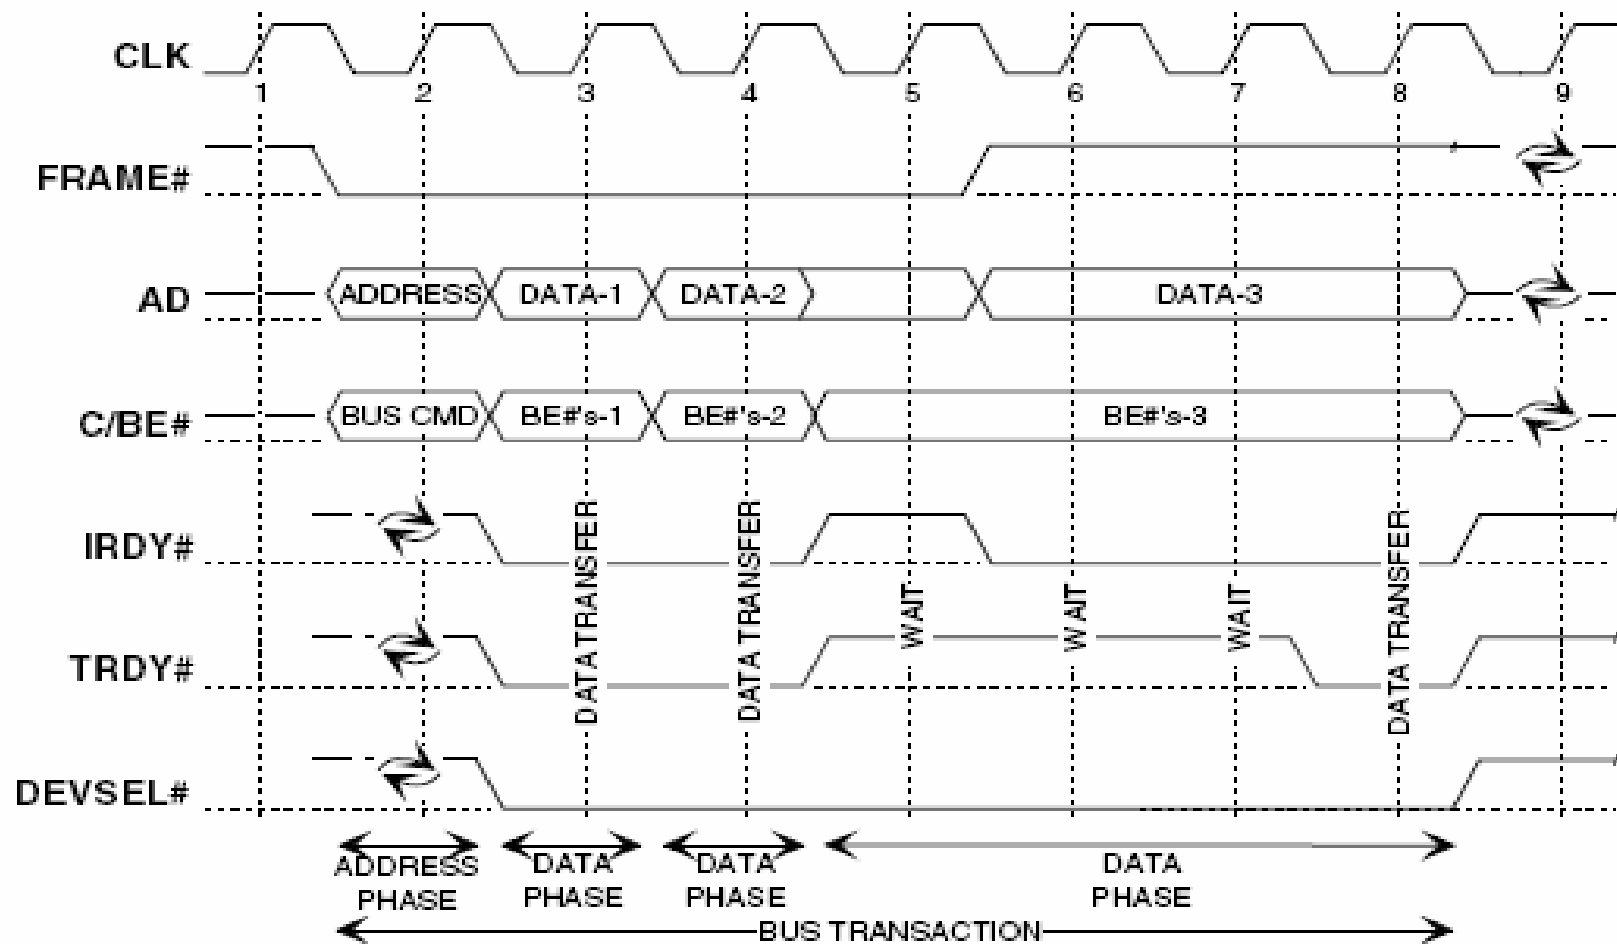 CLK
1 2 3 4 5 6 7 8 9
FRAME#
AD
ADDRESS DATA-1 DATA-2 DATA-3
C/BE#
BUS CMD BE#'s-1 BE#'s-2 BE#'s-3
IRDY#
DATA TRANSFER
DATA TRANSFER
WAIT
WAIT
WAIT
DATA TRANSFER
TRDY#
DEVSEL#
ADDRESS
PHASE
DATA
PHASE
DATA
PHASE
DATA
PHASE
BUS TRANSACTION